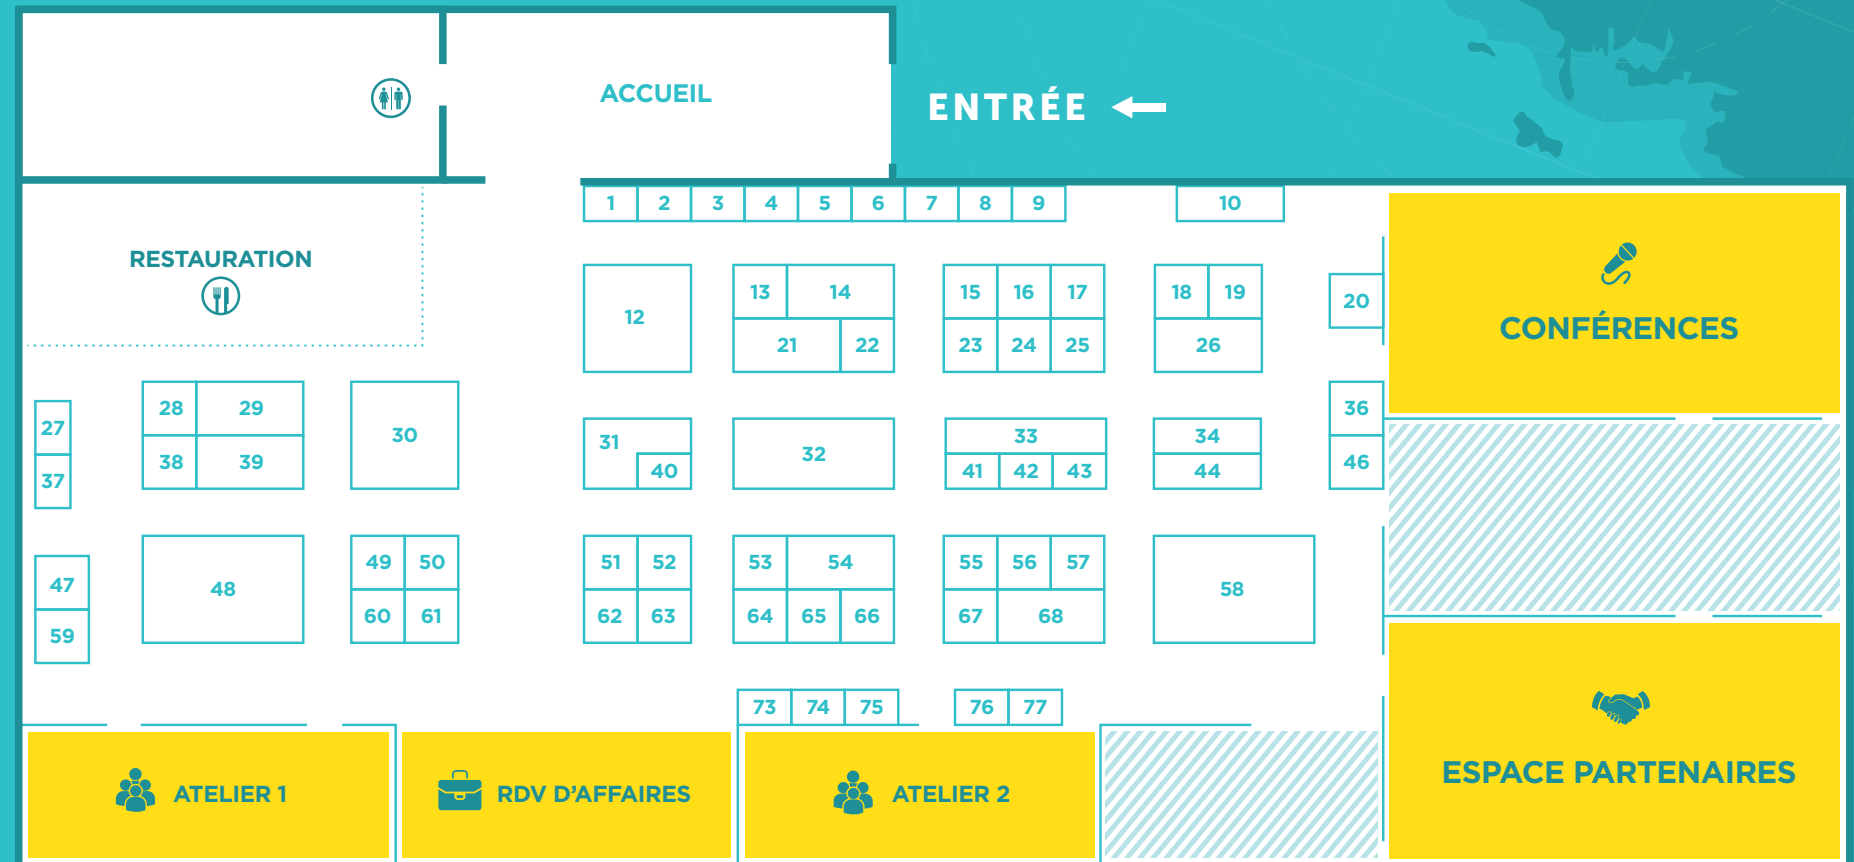 ACCUEIL
ENTRÉE
1 2 3 4 5 6 7 8 9 10
RESTAURATION
12
13 14
15 16 17
18 19
20
21 22
23 24 25
26
CONFÉRENCES
27
37
28 29
38 39
30
31
40
32
33
41 42 43
34
44
36
46
47
59
48
49 50
60 61
51 52
62 63
53 54
64 65 66
55 56 57
67 68
58
73 74 75
76 77
ATELIER 1
RDV D'AFFAIRES
ATELIER 2
ESPACE PARTENAIRES